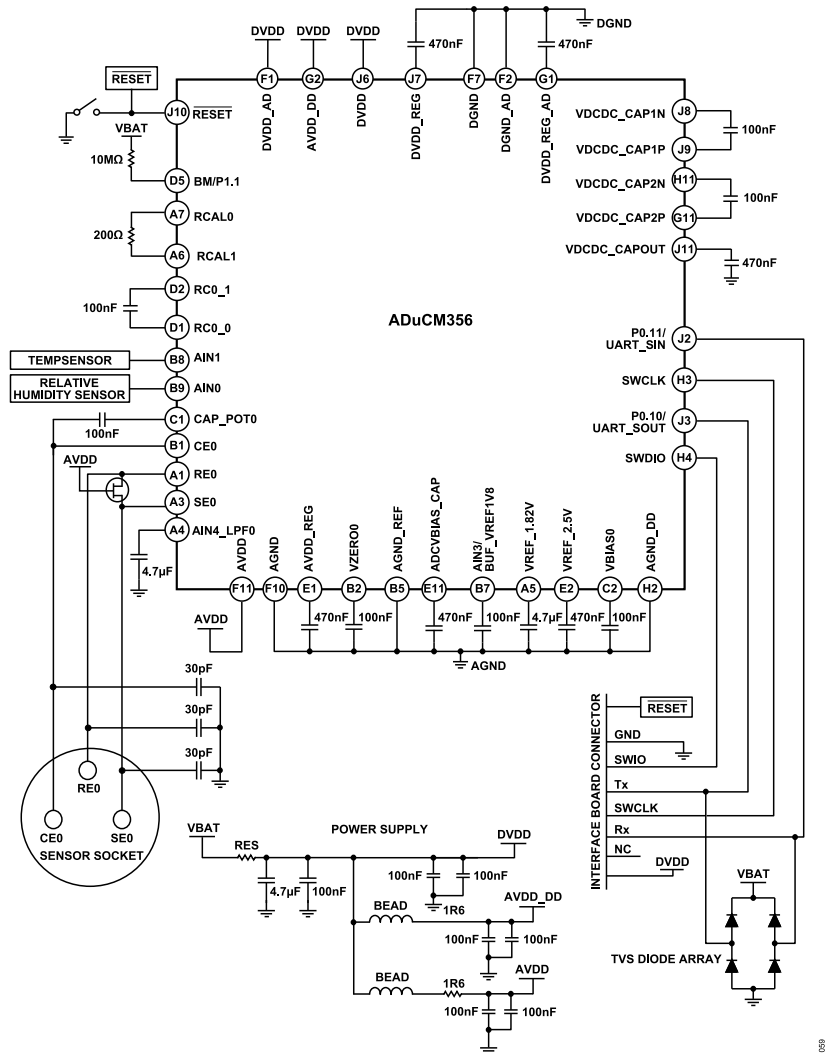 DGND
DVDD
DVDD
DVDD
470nF
470nF
F1
G2
J6
J7
F7
F2
G1
DVDD_AD
AVDD_DD
DVDD
DVDD_REG
DGND
DGND_AD
DVDD_REG_AD
RESET
J10
RESET
VBAT
10MΩ
D5
BM/P1.1
A7
RCAL0
200Ω
A6
RCAL1
D2
RC0_1
100nF
D1
RC0_0
TEMPSENSOR
B8
AIN1
RELATIVE
HUMIDITY SENSOR
B9
AIN0
C1
CAP_POT0
100nF
B1
CE0
AVDD
A1
RE0
A3
SE0
A4
AIN4_LPF0
4.7µF
ADuCM356
VDCDC_CAP1N
J8
100nF
VDCDC_CAP1P
J9
VDCDC_CAP2N
H11
100nF
VDCDC_CAP2P
G11
VDCDC_CAPOUT
J11
470nF
P0.11/
UART_SIN
J2
SWCLK
H3
P0.10/
UART_SOUT
J3
SWDIO
H4
AVDD
AGND
AVDD_REG
VZERO0
AGND_REF
ADCVBIAS_CAP
AIN3/
BUF_VREF1V8
VREF_1.82V
VREF_2.5V
VBIAS0
AGND_DD
F11
F10
E1
B2
B5
E11
B7
A5
E2
C2
H2
AVDD
470nF
100nF
470nF
100nF
4.7µF
470nF
100nF
AGND
30pF
30pF
30pF
RE0
CE0
SE0
SENSOR SOCKET
INTERFACE BOARD CONNECTOR
RESET
GND
SWIO
Tx
SWCLK
Rx
NC
DVDD
VBAT
TVS DIODE ARRAY
VBAT
POWER SUPPLY
DVDD
RES
4.7µF
100nF
100nF
100nF
BEAD
1R6
AVDD_DD
100nF
100nF
BEAD
1R6
AVDD
100nF
100nF
059